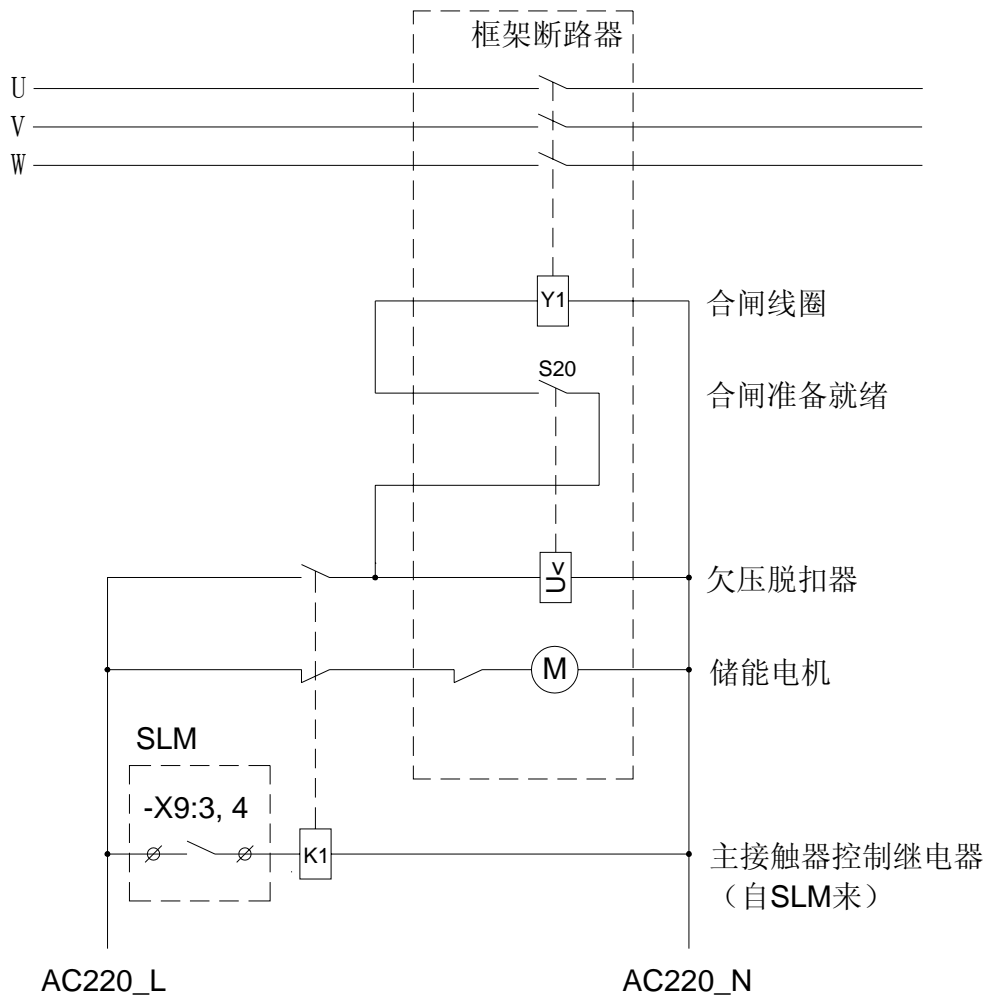 框架断路器
U
V
W
Y1
合闸线圈
S20
合闸准备就绪
U<
欠压脱扣器
M
储能电机
SLM
-X9:3, 4
K1
主接触器控制继电器
（自SLM来）
AC220_L
AC220_N